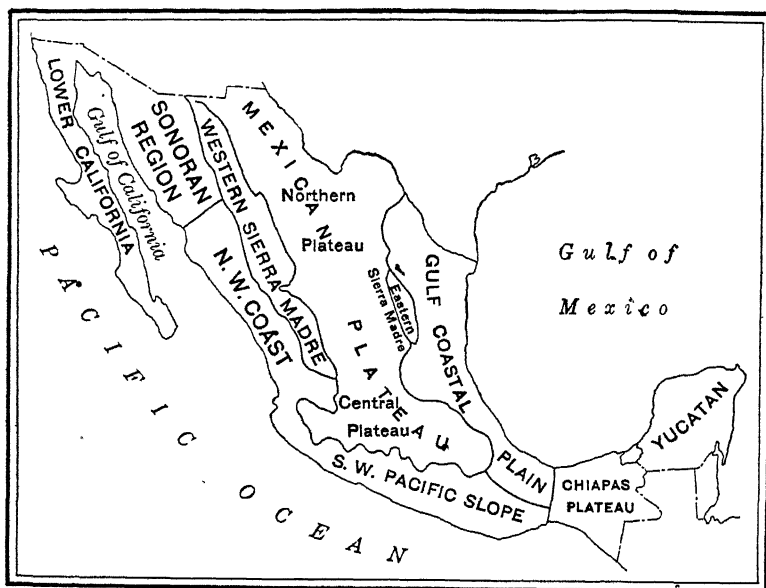 LOWER CALIFORNIA
Gulf of California
SONORAN
REGION
WESTERN SIERRA MADRE
N. W. COAST
MEXICAN PLATEAU
Northern
Plateau
Eastern
Sierra Madre
GULF COASTAL PLAIN
Gulf of
Mexico
Central
Plateau
S. W. PACIFIC SLOPE
CHIAPAS
PLATEAU
YUCATAN
PACIFIC OCEAN